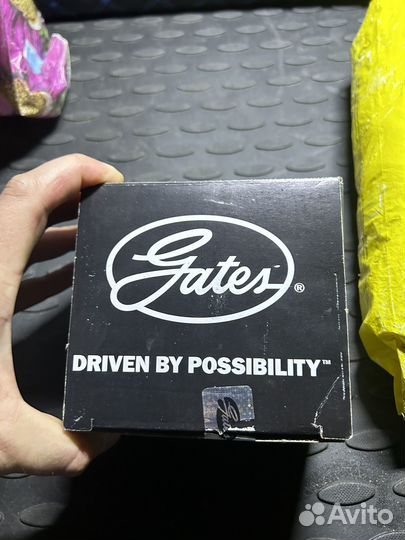 Gates®
DRIVEN BY POSSIBILITY™
Avito